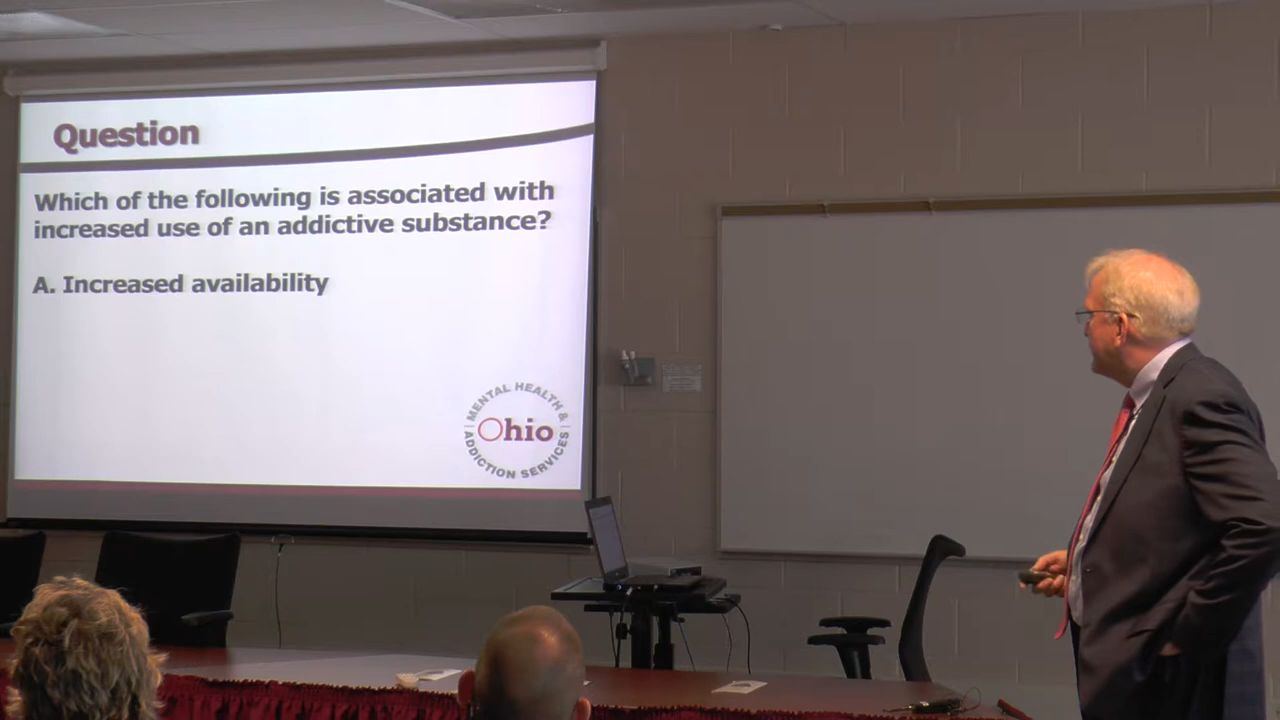 Question
Which of the following is associated with
increased use of an addictive substance?
A. Increased availability
MENTAL HEALTH &
Ohio
ADDICTION SERVICES